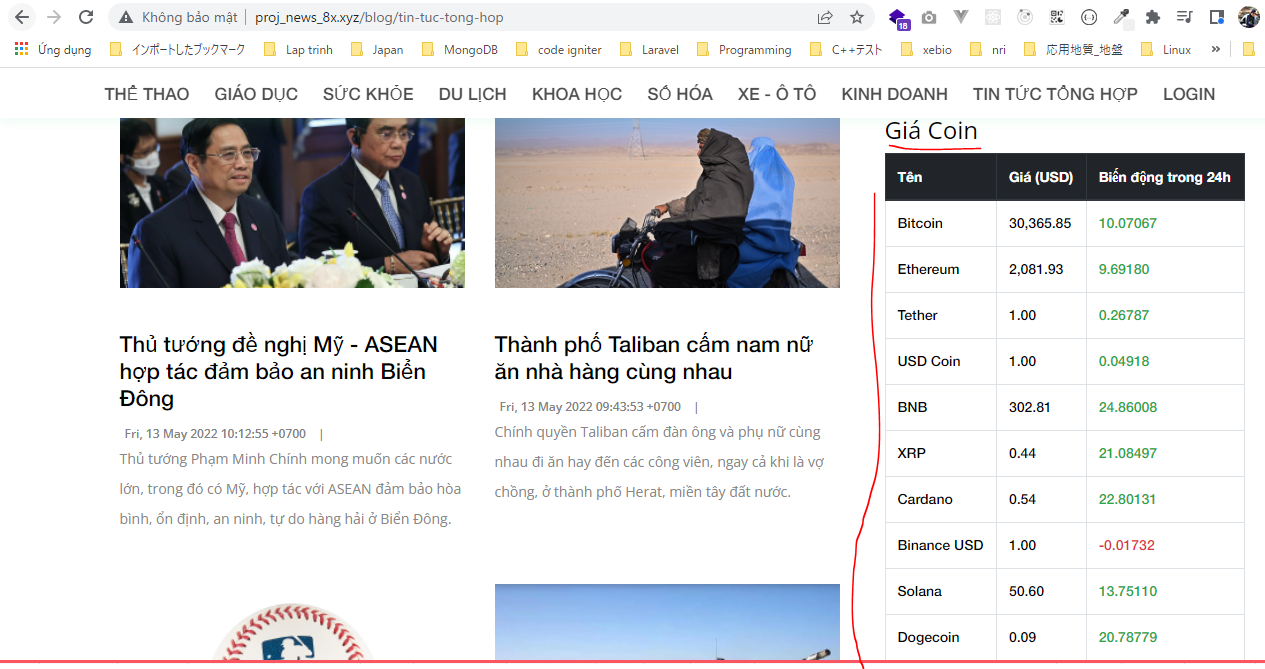 Không bảo mật
proj_news_8x.xyz/blog/tin-tuc-tong-hop
18
Ứng dụng
インポートしたブックマーク
Lap trinh
Japan
MongoDB
code igniter
Laravel
Programming
C++テスト
xebio
nri
応用地質_地盤
Linux
»
THỂ THAO
GIÁO DỤC
SỨC KHỎE
DU LỊCH
KHOA HỌC
SỐ HÓA
XE - Ô TÔ
KINH DOANH
TIN TỨC TỔNG HỢP
LOGIN
Thủ tướng đề nghị Mỹ - ASEAN
hợp tác đảm bảo an ninh Biển
Đông
Fri, 13 May 2022 10:12:55 +0700 |
Thủ tướng Phạm Minh Chính mong muốn các nước
lớn, trong đó có Mỹ, hợp tác với ASEAN đảm bảo hòa
bình, ổn định, an ninh, tự do hàng hải ở Biển Đông.
Thành phố Taliban cấm nam nữ
ăn nhà hàng cùng nhau
Fri, 13 May 2022 09:43:53 +0700 |
Chính quyền Taliban cấm đàn ông và phụ nữ cùng
nhau đi ăn hay đến các công viên, ngay cả khi là vợ
chồng, ở thành phố Herat, miền tây đất nước.
Giá Coin
Tên Giá (USD) Biến động trong 24h
Bitcoin 30,365.85 10.07067
Ethereum 2,081.93 9.69180
Tether 1.00 0.26787
USD Coin 1.00 0.04918
BNB 302.81 24.86008
XRP 0.44 21.08497
Cardano 0.54 22.80131
Binance USD 1.00 -0.01732
Solana 50.60 13.75110
Dogecoin 0.09 20.78779